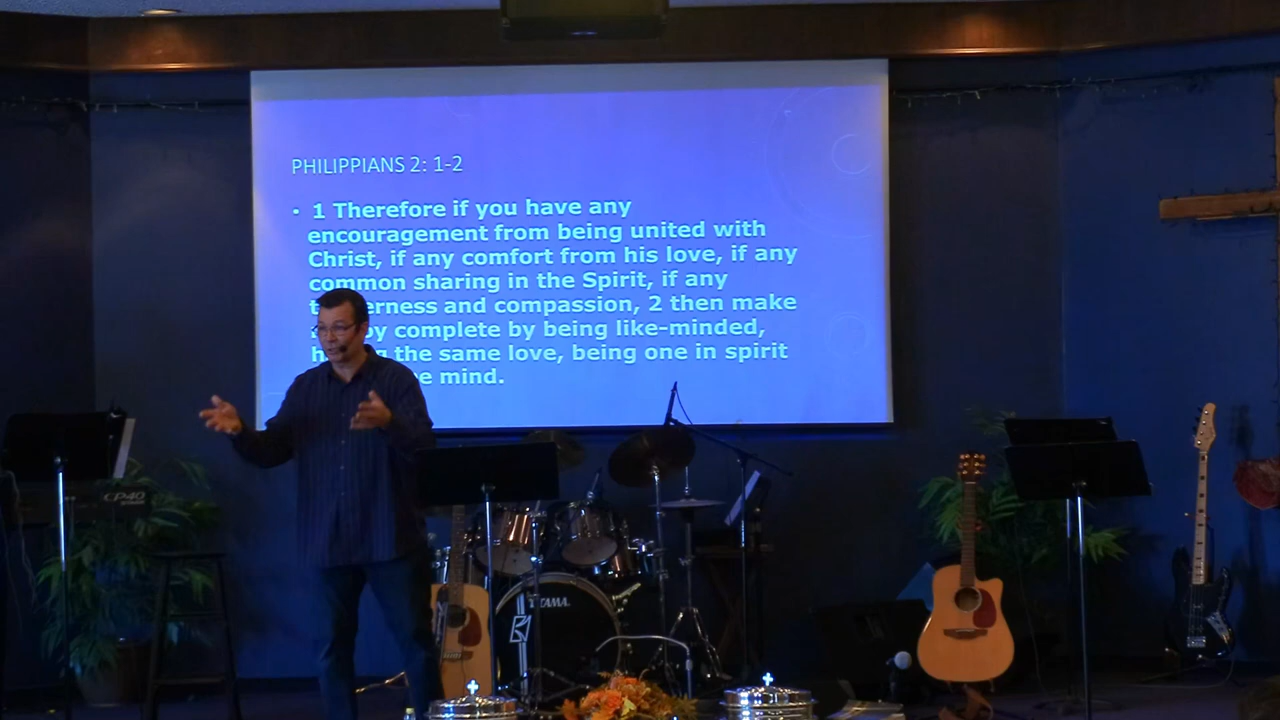 PHILIPPIANS 2: 1-2
• 1 Therefore if you have any
encouragement from being united with
Christ, if any comfort from his love, if any
common sharing in the Spirit, if any
and compassion, 2 then make
complete by being like-minded,
the same love, being one in spirit
mind.
CP40
TAMA